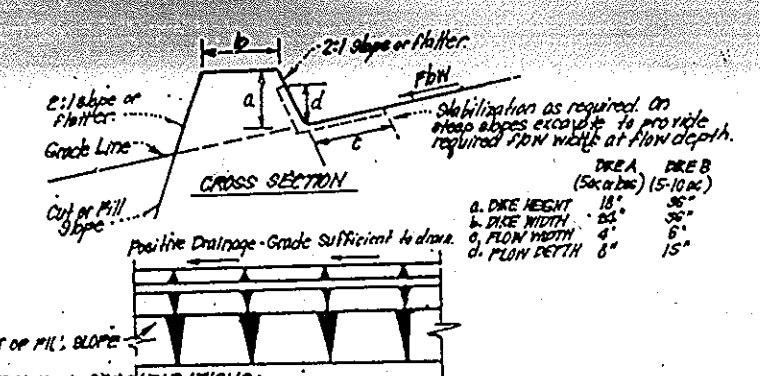 b
2:1 Slope or flatter.
Flow
2:1 slope or
flatter.
a
d
Stabilization as required. On
steep slopes excavate to provide
required flow width at flow depth.
Grade Line
c
CROSS SECTION
Cut or Fill
Slope
DIKE A DIKE B
(5ac or less) (5-10 ac)
a. DIKE HEIGHT 18" 36"
b. DIKE WIDTH 24" 36"
c. FLOW WIDTH 4' 6'
d. FLOW DEPTH 8" 15"
Positive Drainage - Grade Sufficient to drain.
OF FILL SLOPE